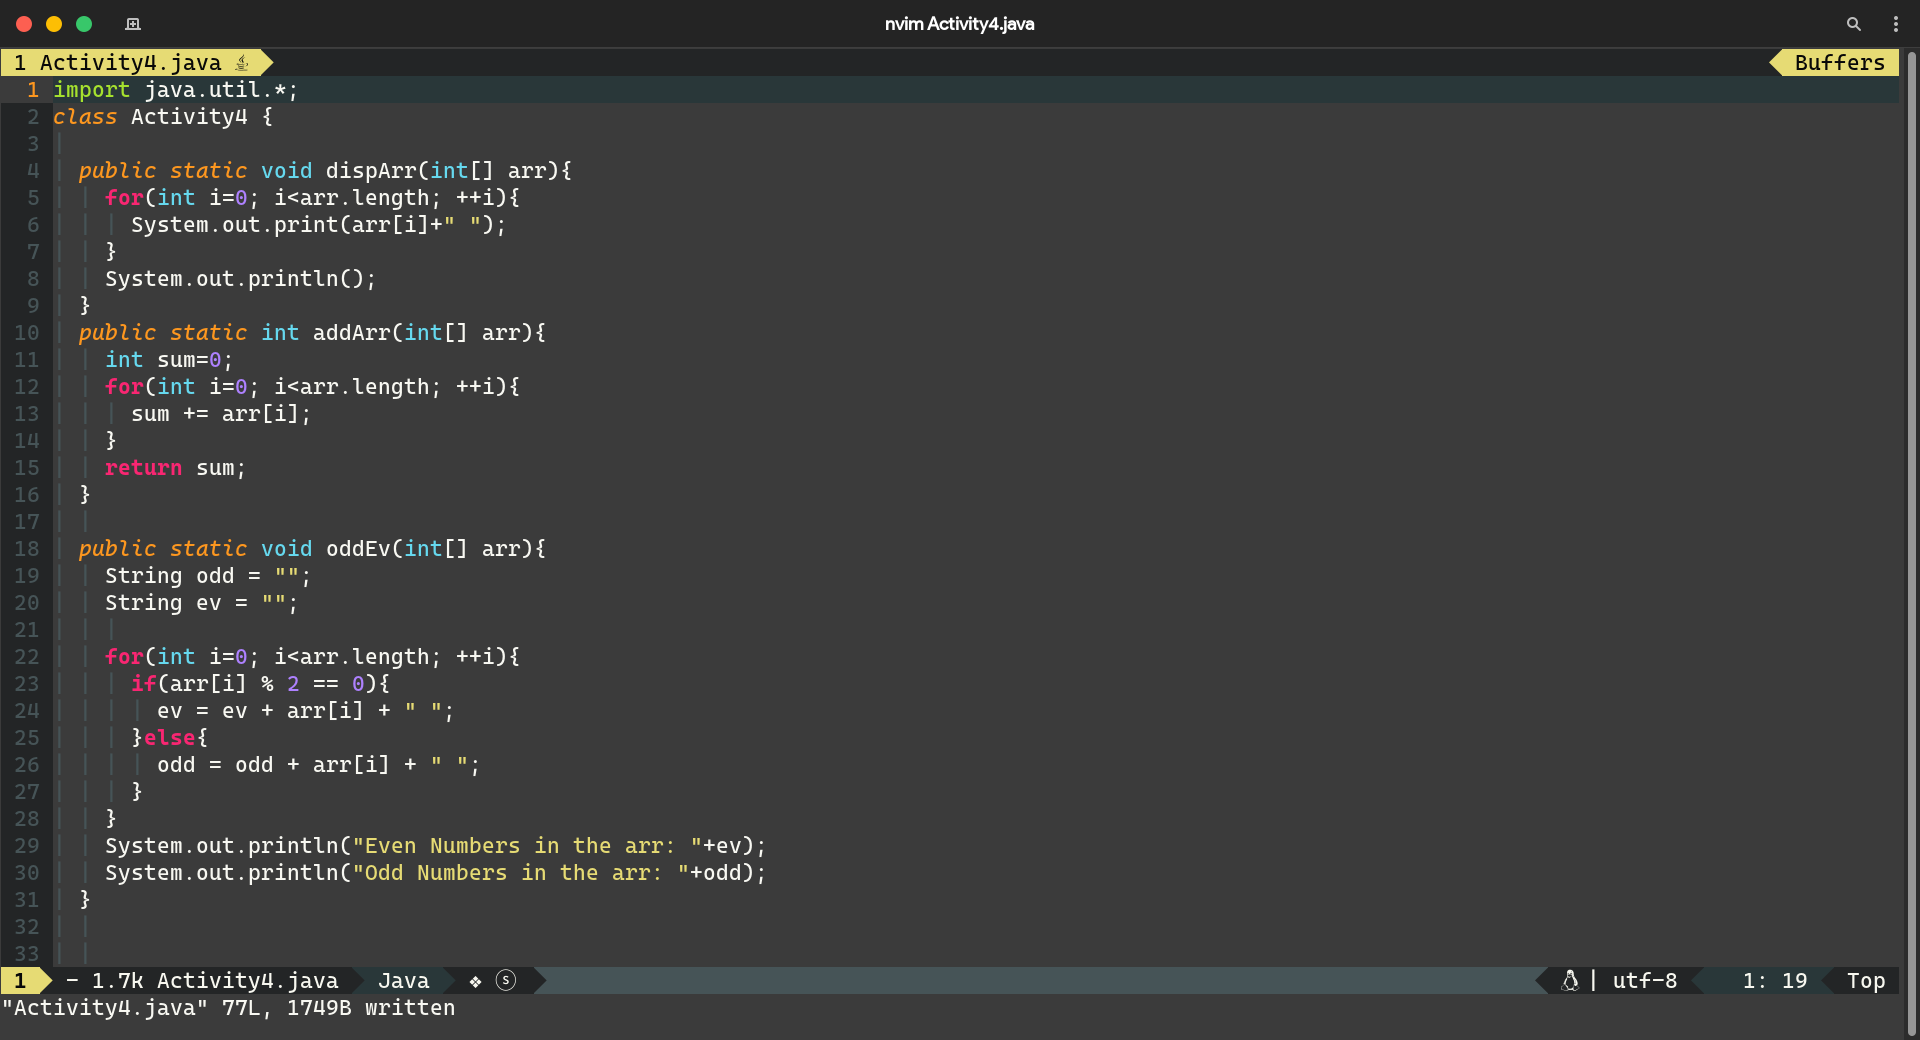 nvim Activity4.java
1 Activity4.java Buffers
1 import java.util.*;
2 class Activity4 {
3
4 public static void dispArr(int[] arr){
5 for(int i=0; i<arr.length; ++i){
6 System.out.print(arr[i]+" ");
7 }
8 System.out.println();
9 }
10 public static int addArr(int[] arr){
11 int sum=0;
12 for(int i=0; i<arr.length; ++i){
13 sum += arr[i];
14 }
15 return sum;
16 }
17
18 public static void oddEv(int[] arr){
19 String odd = "";
20 String ev = "";
21
22 for(int i=0; i<arr.length; ++i){
23 if(arr[i] % 2 == 0){
24 ev = ev + arr[i] + " ";
25 }else{
26 odd = odd + arr[i] + " ";
27 }
28 }
29 System.out.println("Even Numbers in the arr: "+ev);
30 System.out.println("Odd Numbers in the arr: "+odd);
31 }
32
33
1 - 1.7k Activity4.java Java ❖ ⓢ | utf-8 1: 19 Top
"Activity4.java" 77L, 1749B written